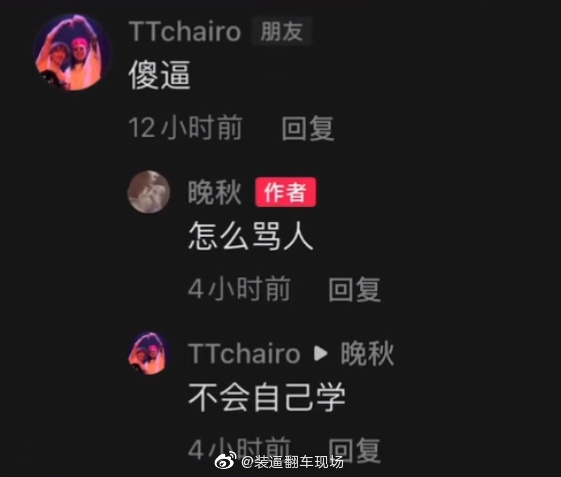 TTchairo 朋友
傻逼
12小时前 回复
晚秋 作者
怎么骂人
4小时前 回复
TTchairo ▶ 晚秋
不会自己学
4小时前 回复
@装逼翻车现场